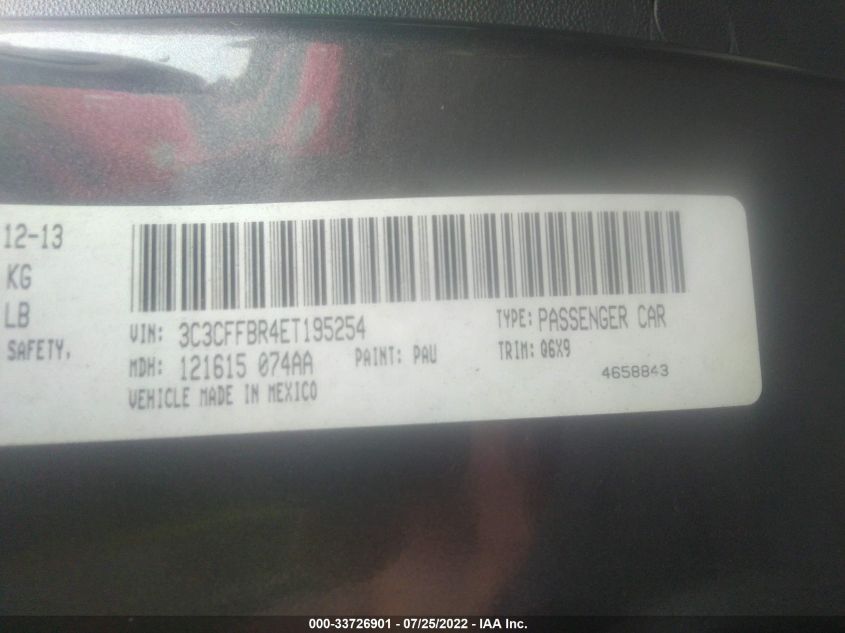 12-13
KG
LB
SAFETY,
VIN: 3C3CFFBR4ET195254 TYPE: PASSENGER CAR
MDH: 121615 074AA PAINT: PAU TRIM: Q6X9
VEHICLE MADE IN MEXICO 4658843
000-33726901 - 07/25/2022 - IAA Inc.